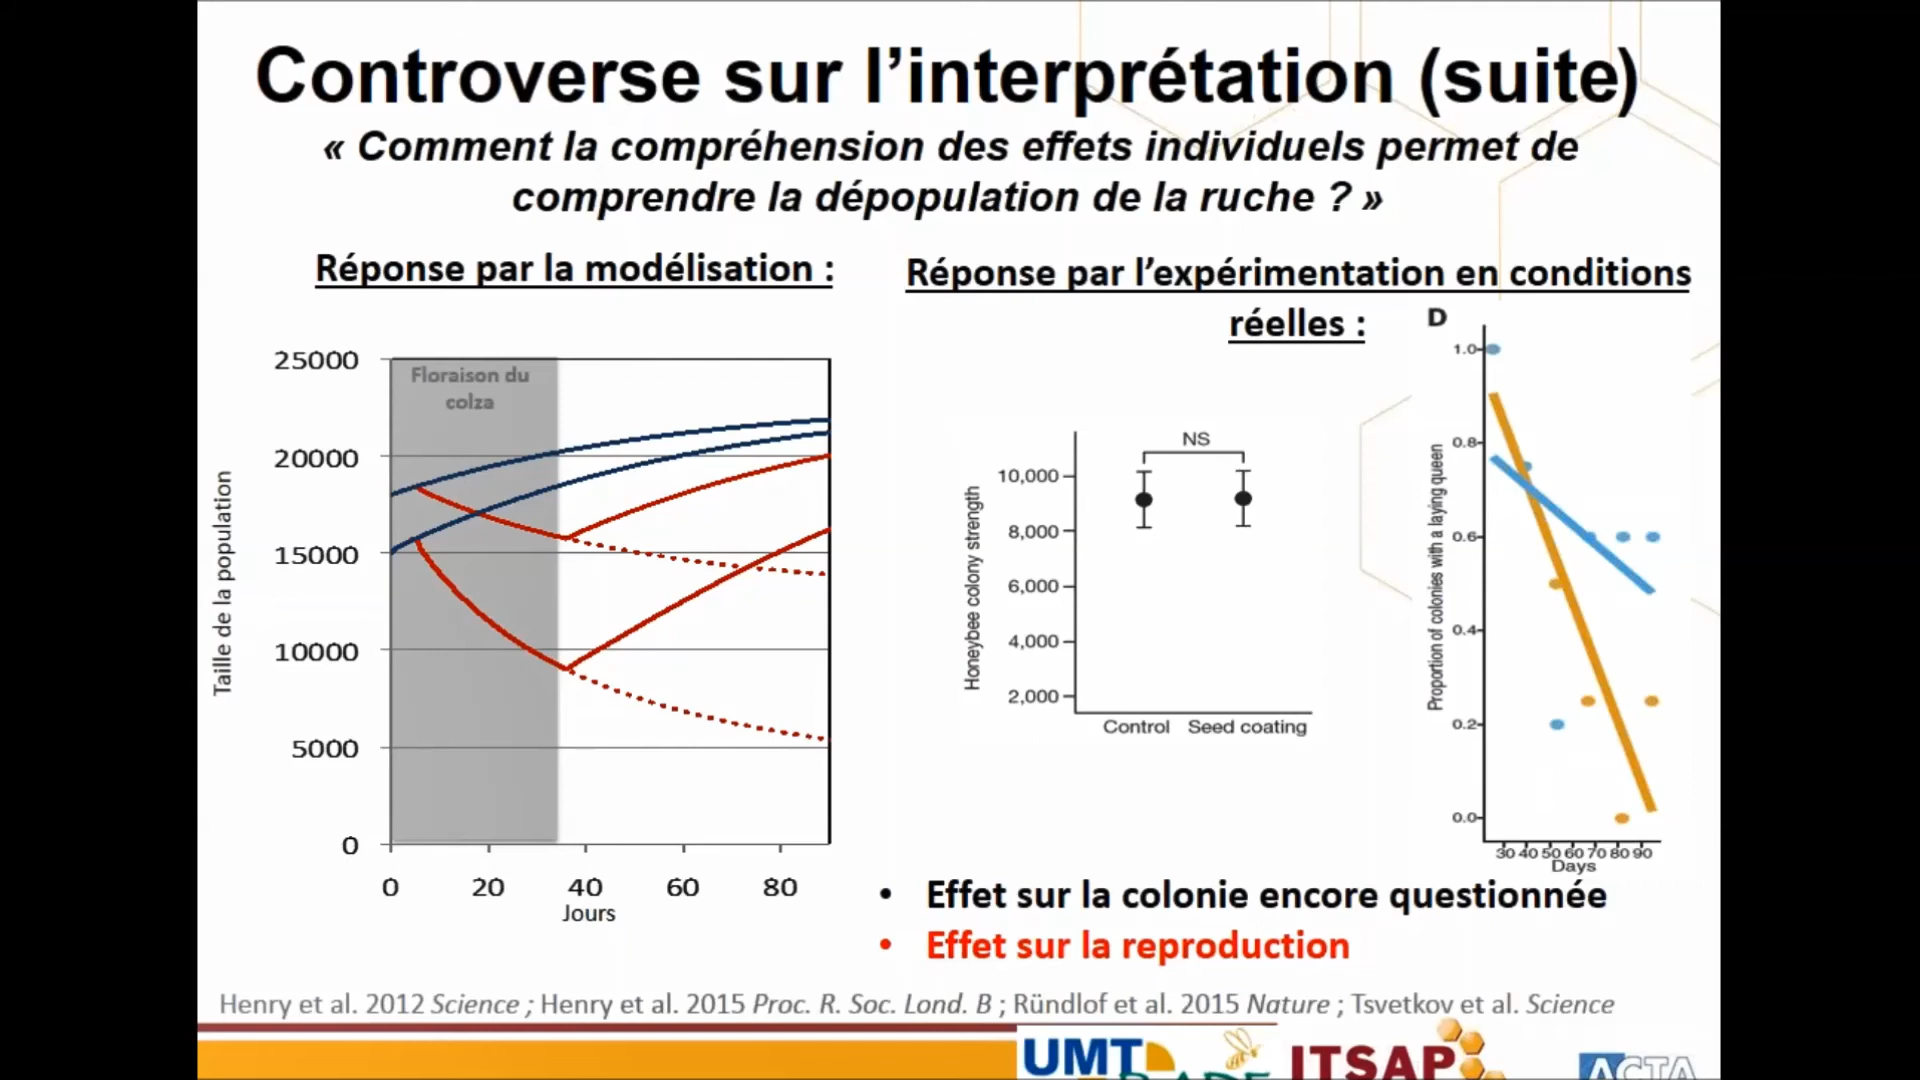 Controverse sur l’interprétation (suite)
« Comment la compréhension des effets individuels permet de
comprendre la dépopulation de la ruche ? »
Réponse par la modélisation :
Taille de la population
25000
20000
15000
10000
5000
0
Floraison du
colza
0 20 40 60 80
Jours
Réponse par l’expérimentation en conditions
réelles :
Honeybee colony strength
10,000
8,000
6,000
4,000
2,000
NS
Control Seed coating
D
Proportion of colonies with a laying queen
1.0
0.8
0.6
0.4
0.2
0.0
30 40 50 60 70 80 90
Days
• Effet sur la colonie encore questionnée
• Effet sur la reproduction
Henry et al. 2012 Science ; Henry et al. 2015 Proc. R. Soc. Lond. B ; Ründlof et al. 2015 Nature ; Tsvetkov et al. Science
UMT
ITSAP
ACTA